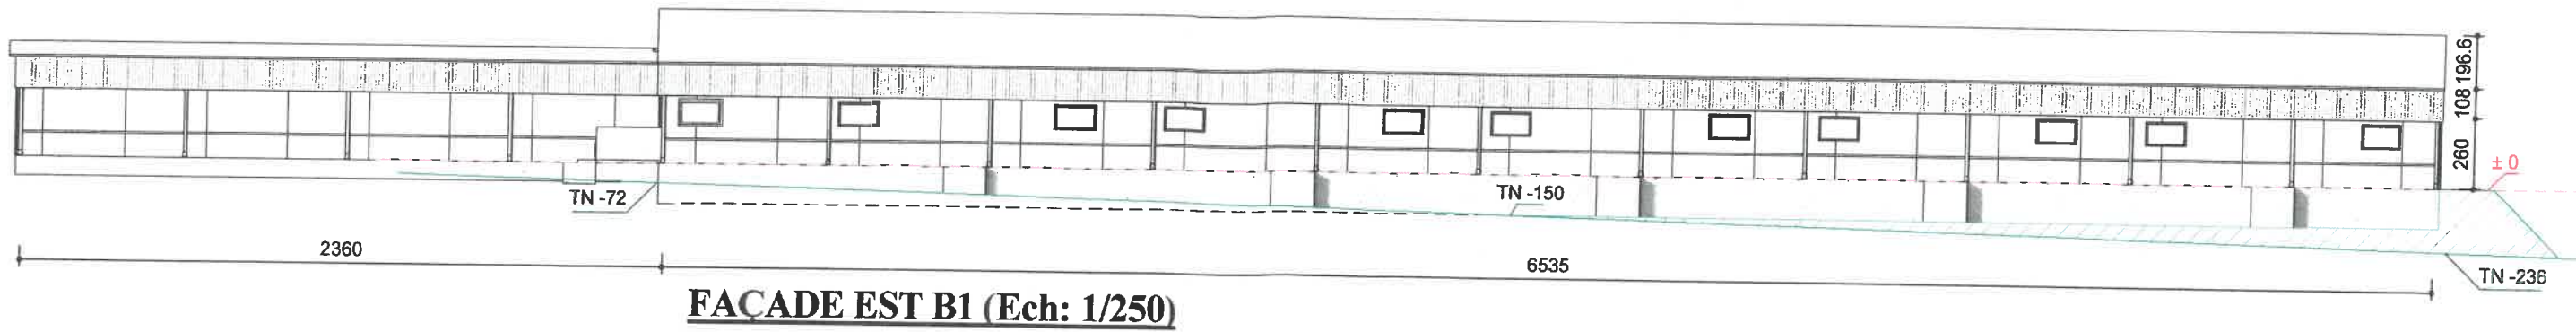 196.6
108
260
± 0
TN -72
TN -150
2360
6535
TN -236
FAÇADE EST B1 (Ech: 1/250)